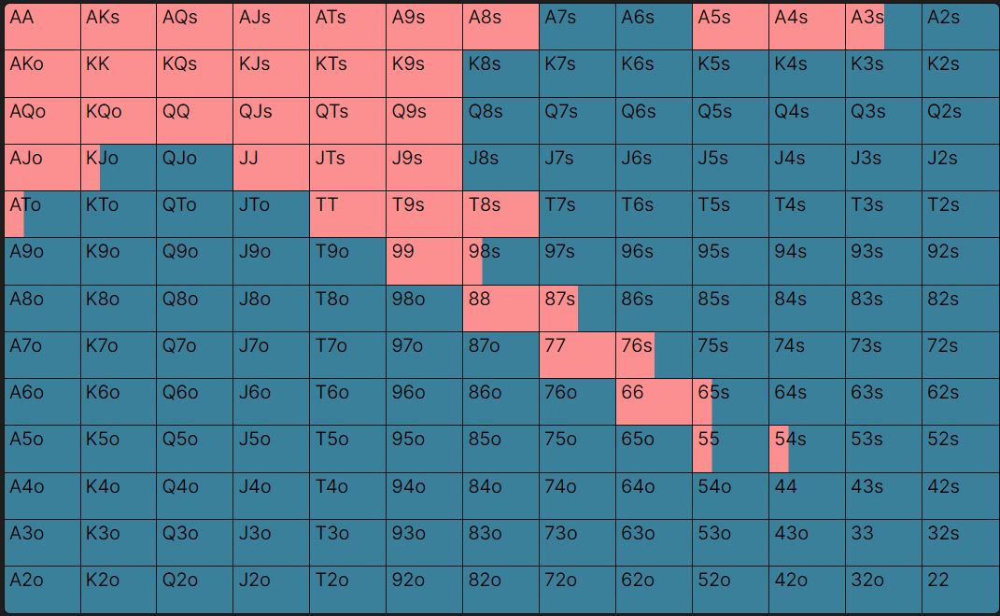 AA AKs AQs AJs ATs A9s A8s A7s A6s A5s A4s A3s A2s
AKo KK KQs KJs KTs K9s K8s K7s K6s K5s K4s K3s K2s
AQo KQo QQ QJs QTs Q9s Q8s Q7s Q6s Q5s Q4s Q3s Q2s
AJo KJo QJo JJ JTs J9s J8s J7s J6s J5s J4s J3s J2s
ATo KTo QTo JTo TT T9s T8s T7s T6s T5s T4s T3s T2s
A9o K9o Q9o J9o T9o 99 98s 97s 96s 95s 94s 93s 92s
A8o K8o Q8o J8o T8o 98o 88 87s 86s 85s 84s 83s 82s
A7o K7o Q7o J7o T7o 97o 87o 77 76s 75s 74s 73s 72s
A6o K6o Q6o J6o T6o 96o 86o 76o 66 65s 64s 63s 62s
A5o K5o Q5o J5o T5o 95o 85o 75o 65o 55 54s 53s 52s
A4o K4o Q4o J4o T4o 94o 84o 74o 64o 54o 44 43s 42s
A3o K3o Q3o J3o T3o 93o 83o 73o 63o 53o 43o 33 32s
A2o K2o Q2o J2o T2o 92o 82o 72o 62o 52o 42o 32o 22